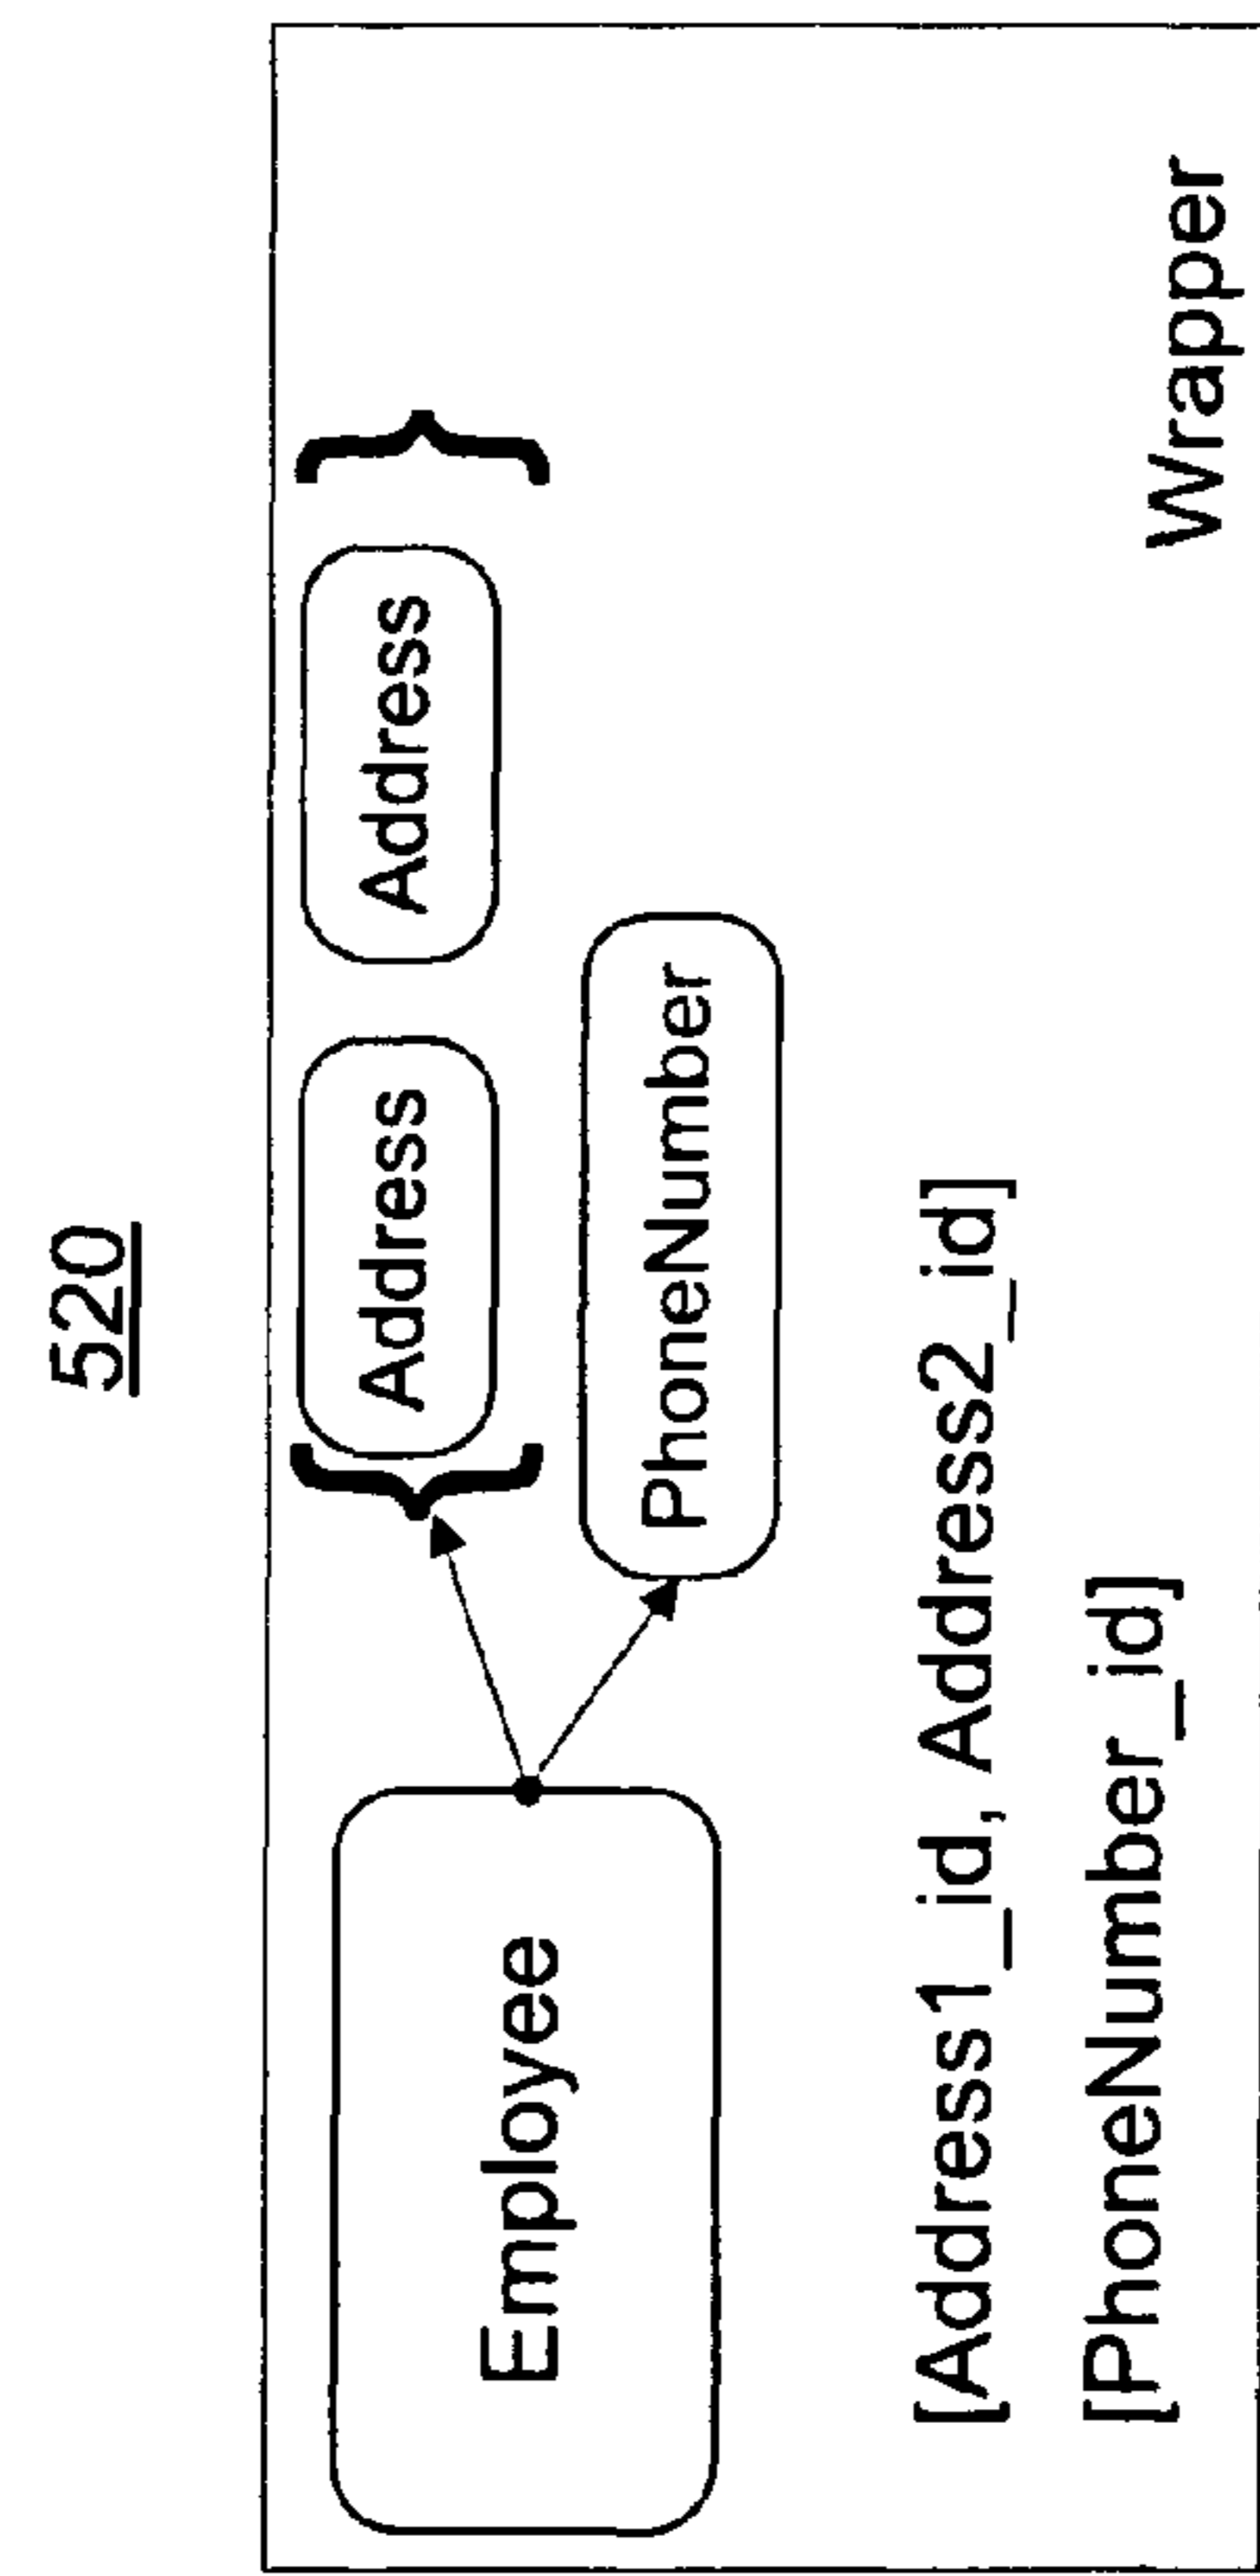 520
Employee
Address
Address
PhoneNumber
[Address1_id, Address2_id]
[PhoneNumber_id]
Wrapper